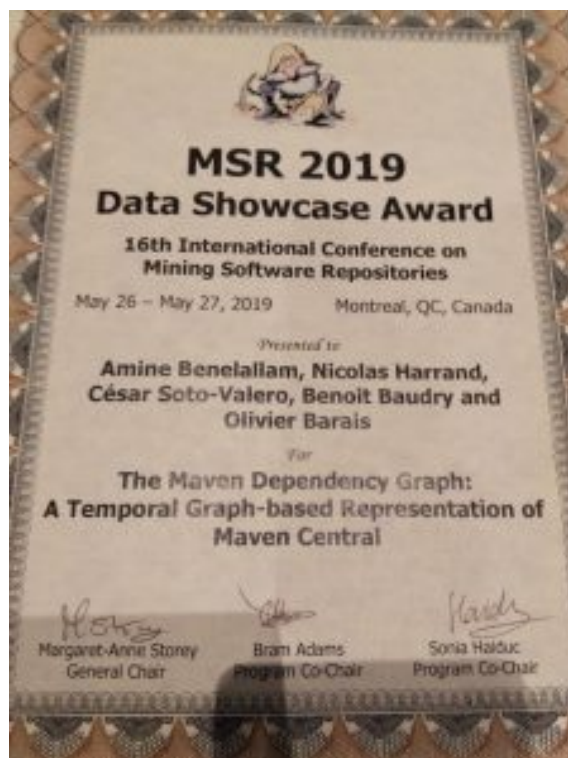 MSR 2019
Data Showcase Award
16th International Conference on
Mining Software Repositories
May 26 – May 27, 2019 Montreal, QC, Canada
Presented to
Amine Benelallam, Nicolas Harrand,
César Soto-Valero, Benoit Baudry and
Olivier Barais
For
The Maven Dependency Graph:
A Temporal Graph-based Representation of
Maven Central
Margaret-Anne Storey Bram Adams Sonia Haiduc
General Chair Program Co-Chair Program Co-Chair